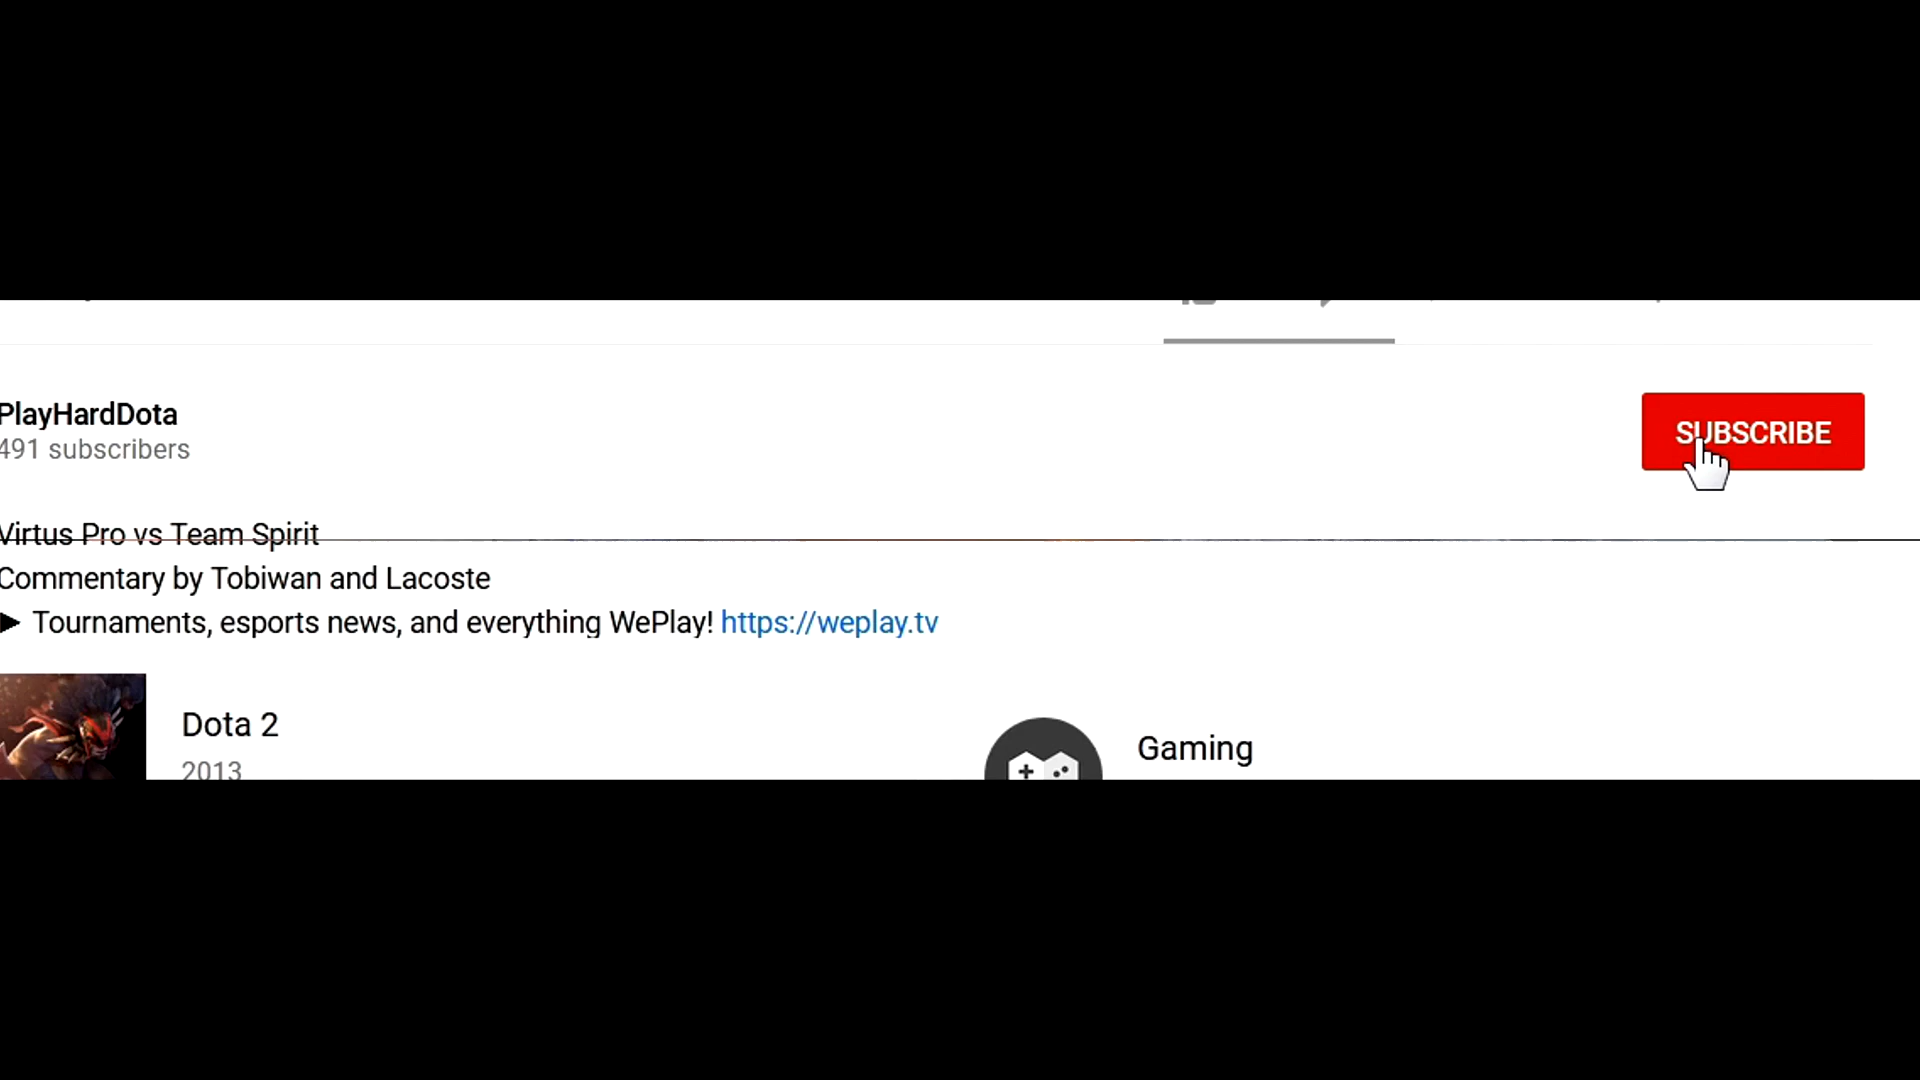 PlayHardDota
491 subscribers
SUBSCRIBE
Virtus Pro vs Team Spirit
Commentary by Tobiwan and Lacoste
► Tournaments, esports news, and everything WePlay! https://weplay.tv
Dota 2
2013
Gaming